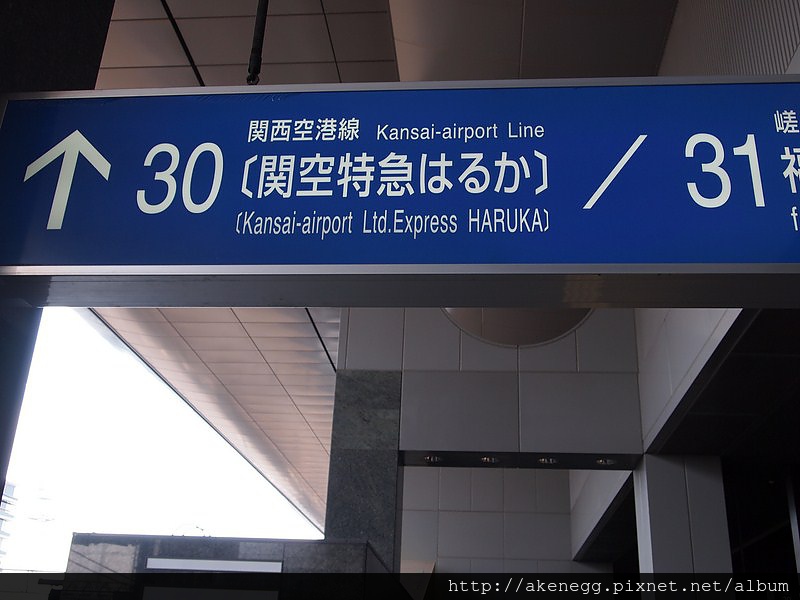 30
関西空港線 Kansai-airport Line
〔関空特急はるか〕
〔Kansai-airport Ltd.Express HARUKA〕
/ 31
嵯
f
http://akenegg.pixnet.net/album